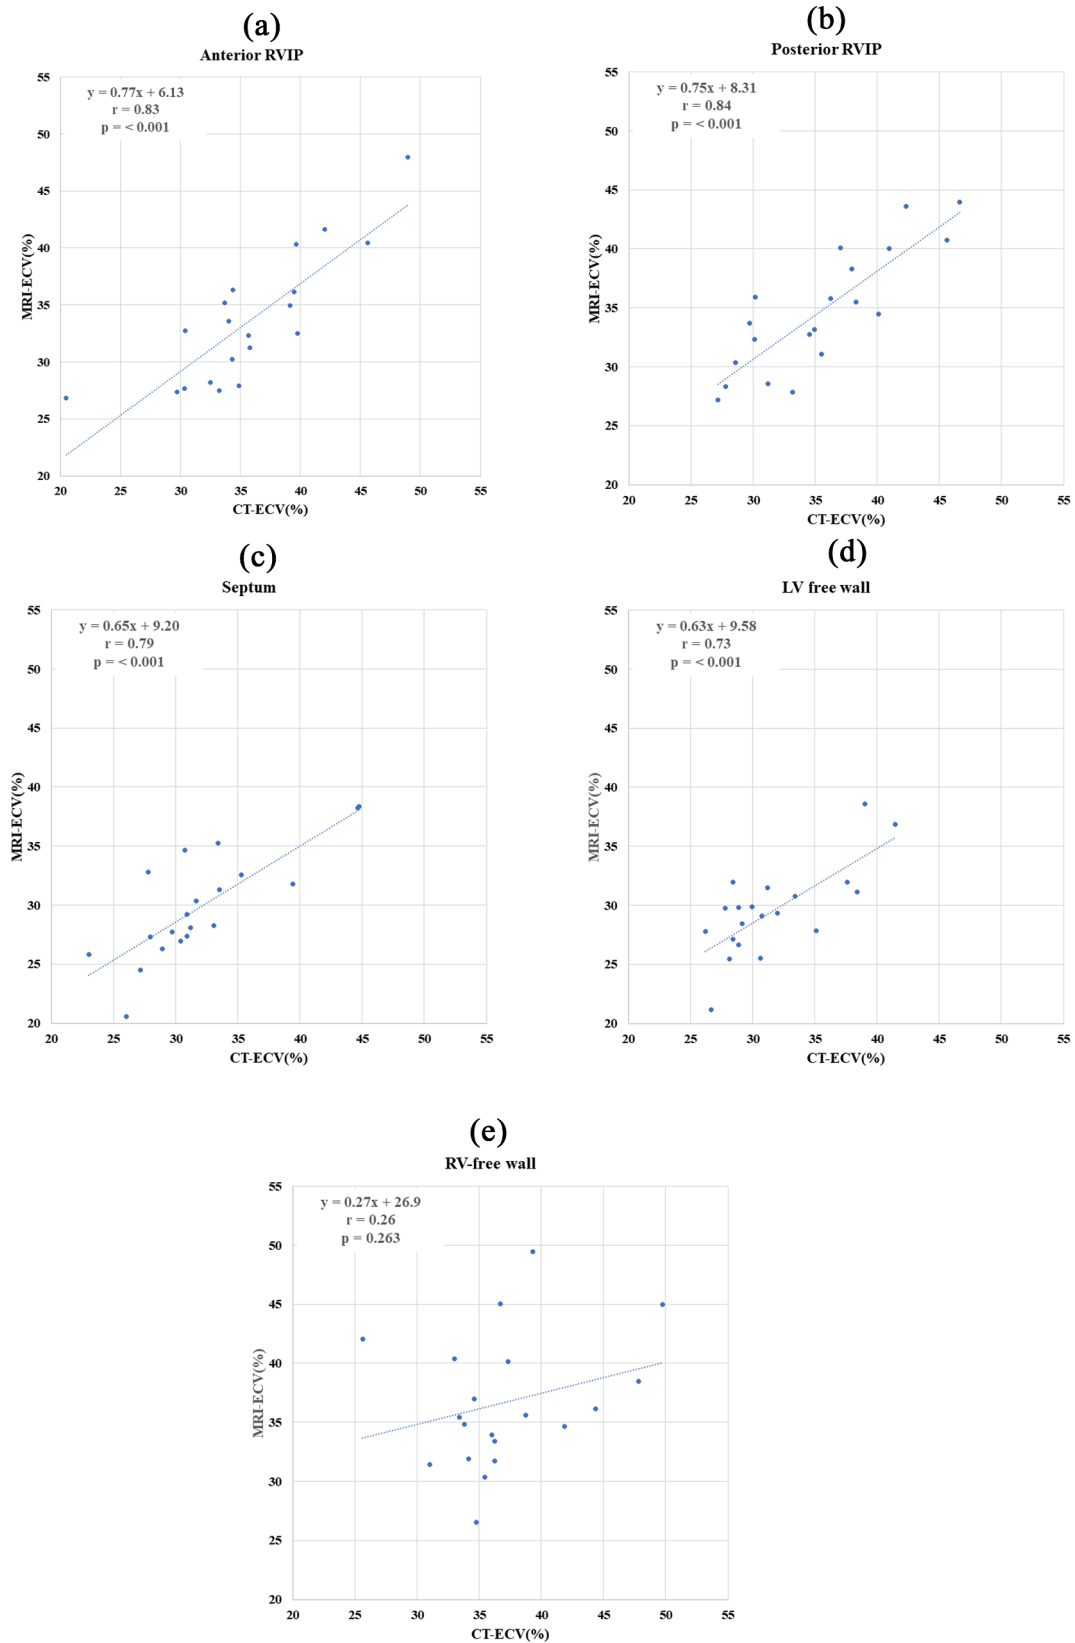 (a)
Anterior RVIP
y = 0.77x + 6.13
r = 0.83
p = < 0.001
55
50
45
40
35
30
25
20
MRI-ECV(%)
20 25 30 35 40 45 50 55
CT-ECV(%)
(b)
Posterior RVIP
y = 0.75x + 8.31
r = 0.84
p = < 0.001
55
50
45
40
35
30
25
20
MRI-ECV(%)
20 25 30 35 40 45 50 55
CT-ECV(%)
(c)
Septum
y = 0.65x + 9.20
r = 0.79
p = < 0.001
55
50
45
40
35
30
25
20
MRI-ECV(%)
20 25 30 35 40 45 50 55
CT-ECV(%)
(d)
LV free wall
y = 0.63x + 9.58
r = 0.73
p = < 0.001
55
50
45
40
35
30
25
20
MRI-ECV(%)
20 25 30 35 40 45 50 55
CT-ECV(%)
(e)
RV-free wall
y = 0.27x + 26.9
r = 0.26
p = 0.263
55
50
45
40
35
30
25
20
MRI-ECV(%)
20 25 30 35 40 45 50 55
CT-ECV(%)